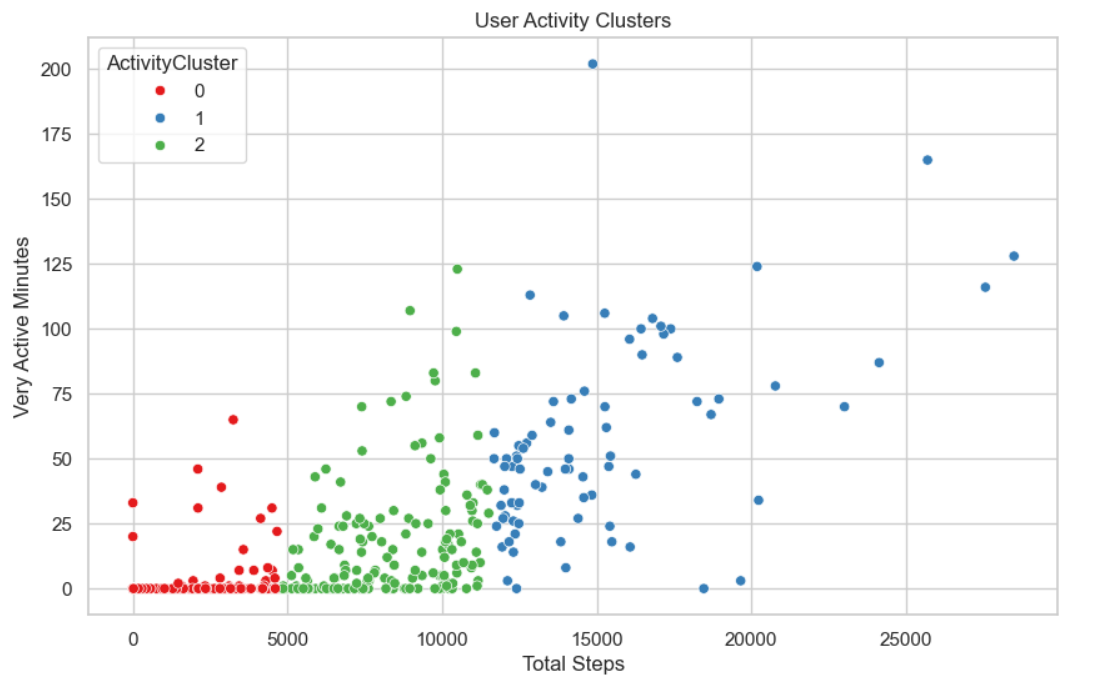 User Activity Clusters
ActivityCluster
0
1
2
Very Active Minutes
200
175
150
125
100
75
50
25
0
0 5000 10000 15000 20000 25000
Total Steps